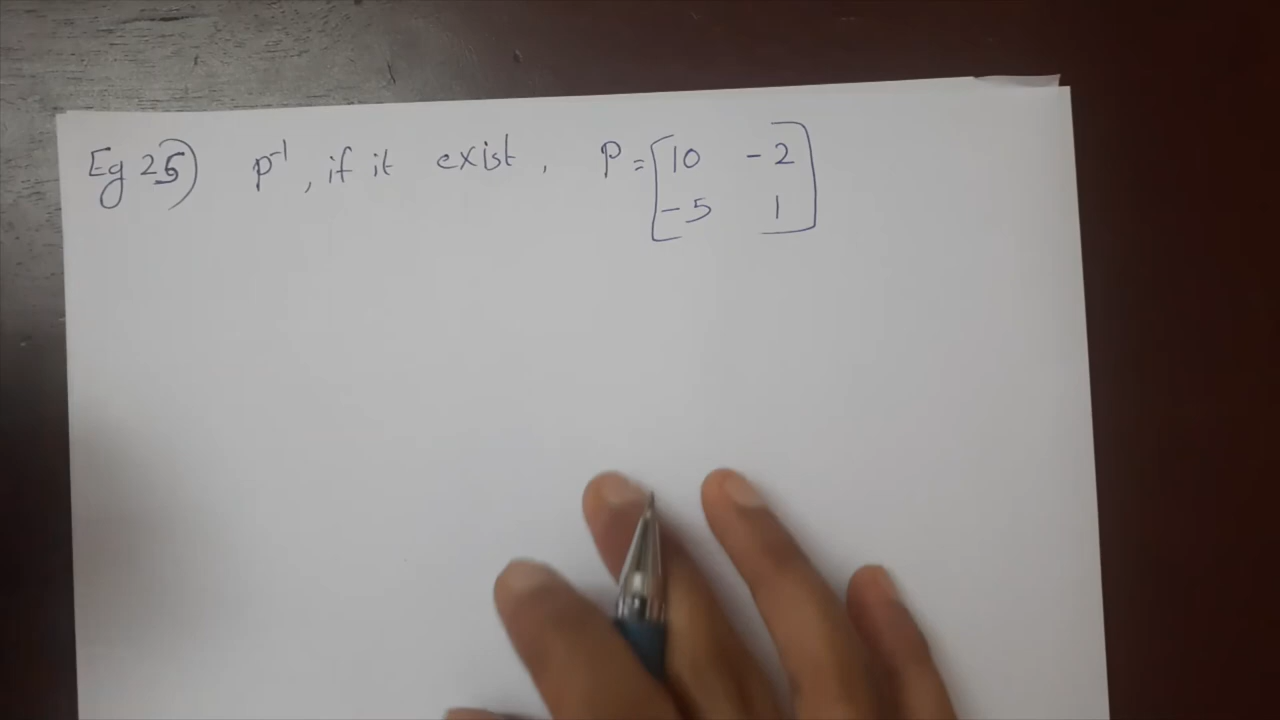 Eg 25) P⁻¹, if it exist, P = [10 -2
-5 1]